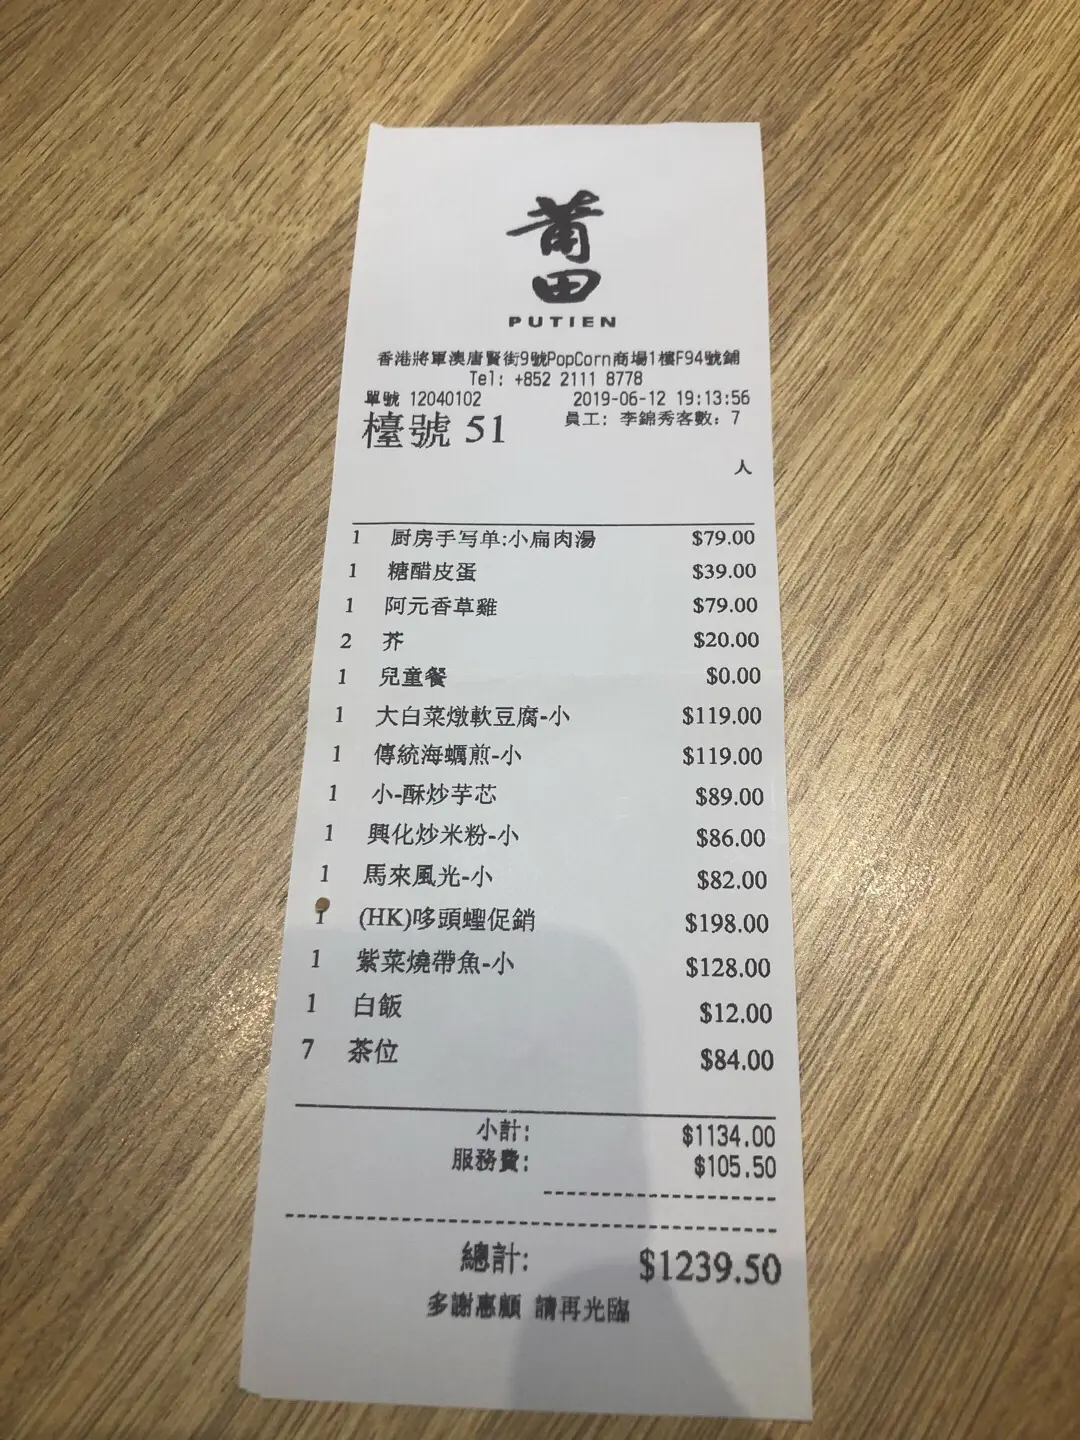 莆
田
PUTIEN
香港將軍澳唐賢街9號PopCorn商場1樓F94號鋪
Tel: +852 2111 8778
單號 12040102 2019-06-12 19:13:56
檯號 51 員工: 李錦秀客數: 7
人
1 厨房手写单:小扁肉湯 $79.00
1 糖醋皮蛋 $39.00
1 阿元香草雞 $79.00
2 芥 $20.00
1 兒童餐 $0.00
1 大白菜燉軟豆腐-小 $119.00
1 傳統海蠣煎-小 $119.00
1 小-酥炒芋芯 $89.00
1 興化炒米粉-小 $86.00
1 馬來風光-小 $82.00
1 (HK)哆頭蟶促銷 $198.00
1 紫菜燒帶魚-小 $128.00
1 白飯 $12.00
7 茶位 $84.00
小計: $1134.00
服務費: $105.50
總計: $1239.50
多謝惠顧 請再光臨